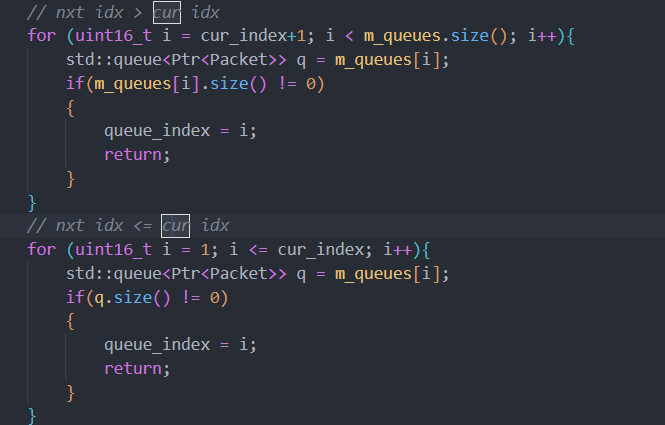 // nxt idx > cur idx
for (uint16_t i = cur_index+1; i < m_queues.size(); i++){
    std::queue<Ptr<Packet>> q = m_queues[i];
    if(m_queues[i].size() != 0)
    {
        queue_index = i;
        return;
    }
}
// nxt idx <= cur idx
for (uint16_t i = 1; i <= cur_index; i++){
    std::queue<Ptr<Packet>> q = m_queues[i];
    if(q.size() != 0)
    {
        queue_index = i;
        return;
    }
}